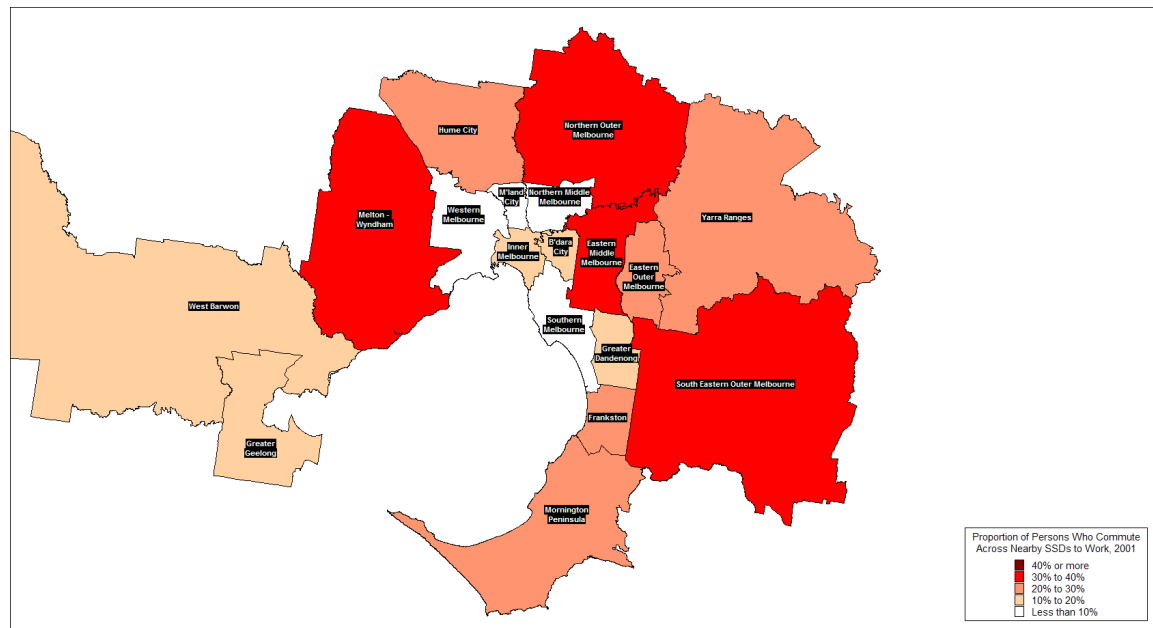 Northern Outer
Melbourne
Hume City
M'land
City
Northern Middle
Melbourne
Melton -
Wyndham
Western
Melbourne
Yarra Ranges
Inner
Melbourne
B'dara
City
Eastern
Middle
Melbourne
Eastern
Outer
Melbourne
West Barwon
Southern
Melbourne
Greater
Dandenong
South Eastern Outer Melbourne
Frankston
Greater
Geelong
Mornington
Peninsula
Proportion of Persons Who Commute
Across Nearby SSDs to Work, 2001
40% or more
30% to 40%
20% to 30%
10% to 20%
Less than 10%